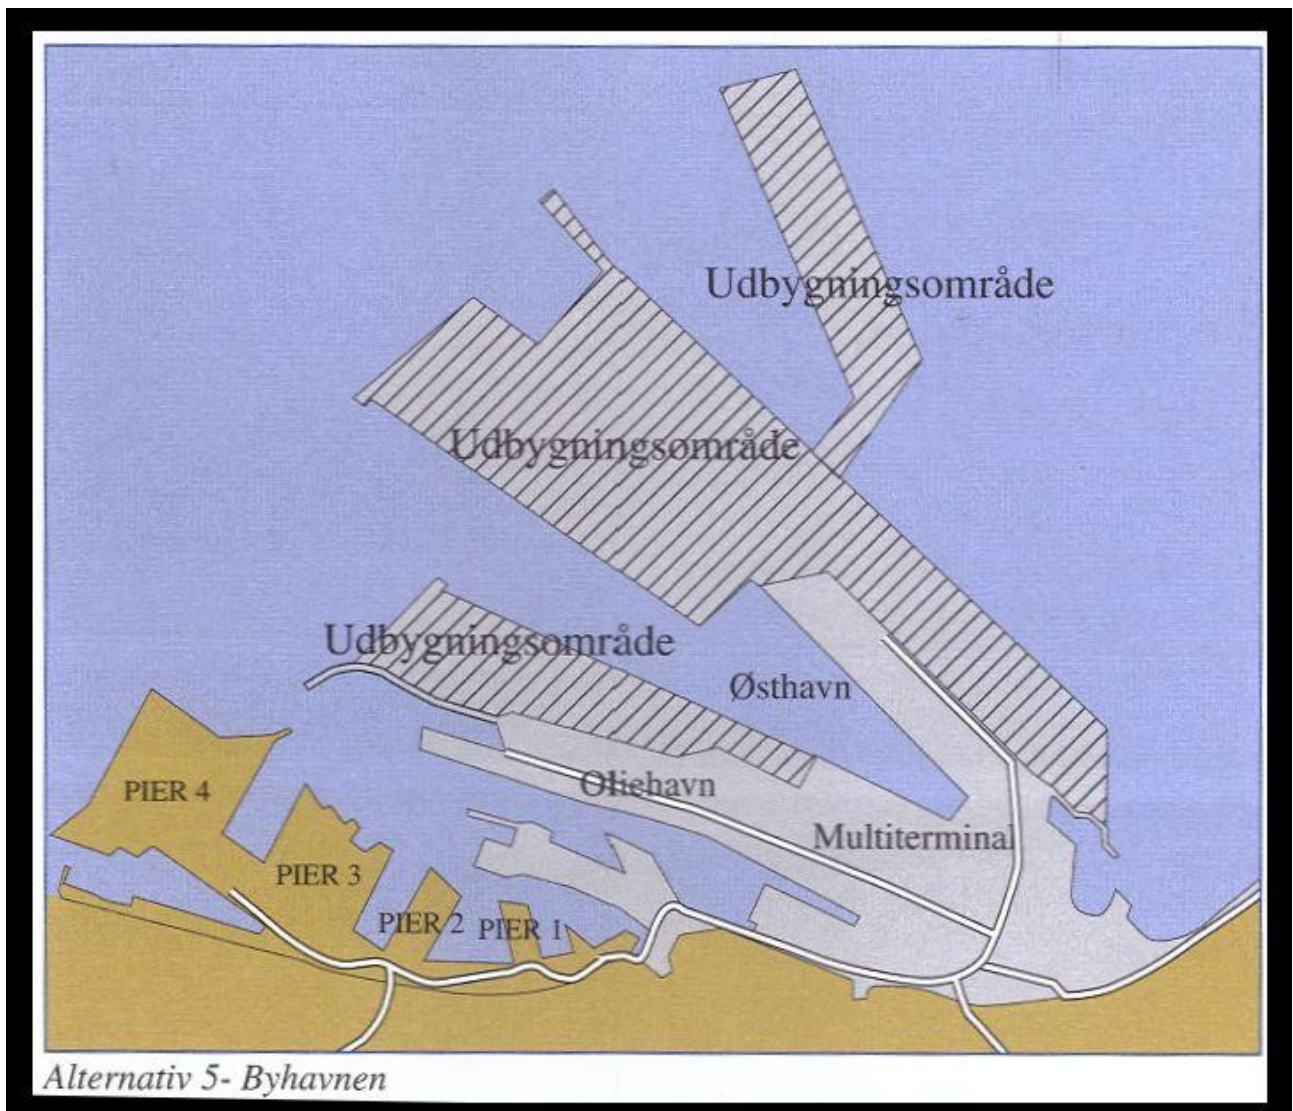 Udbygningsområde
Udbygningsområde
Udbygningsområde
Østhavn
Oliehavn
PIER 4
Multiterminal
PIER 3
PIER 2
PIER 1
Alternativ 5- Byhavnen